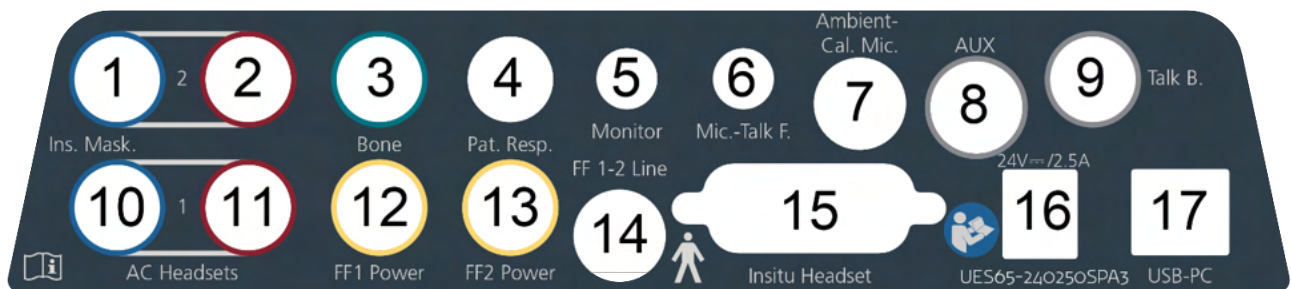 Ambient-
Cal. Mic.
AUX
1 2 2 3 4 5 6 7 8 9 Talk B.
Monitor Mic.-Talk F.
Ins. Mask. Bone Pat. Resp.
FF 1-2 Line 24V⎓/2.5A
10 1 11 12 13 14 15 16 17
AC Headsets FF1 Power FF2 Power Insitu Headset UES65-240250SPA3 USB-PC